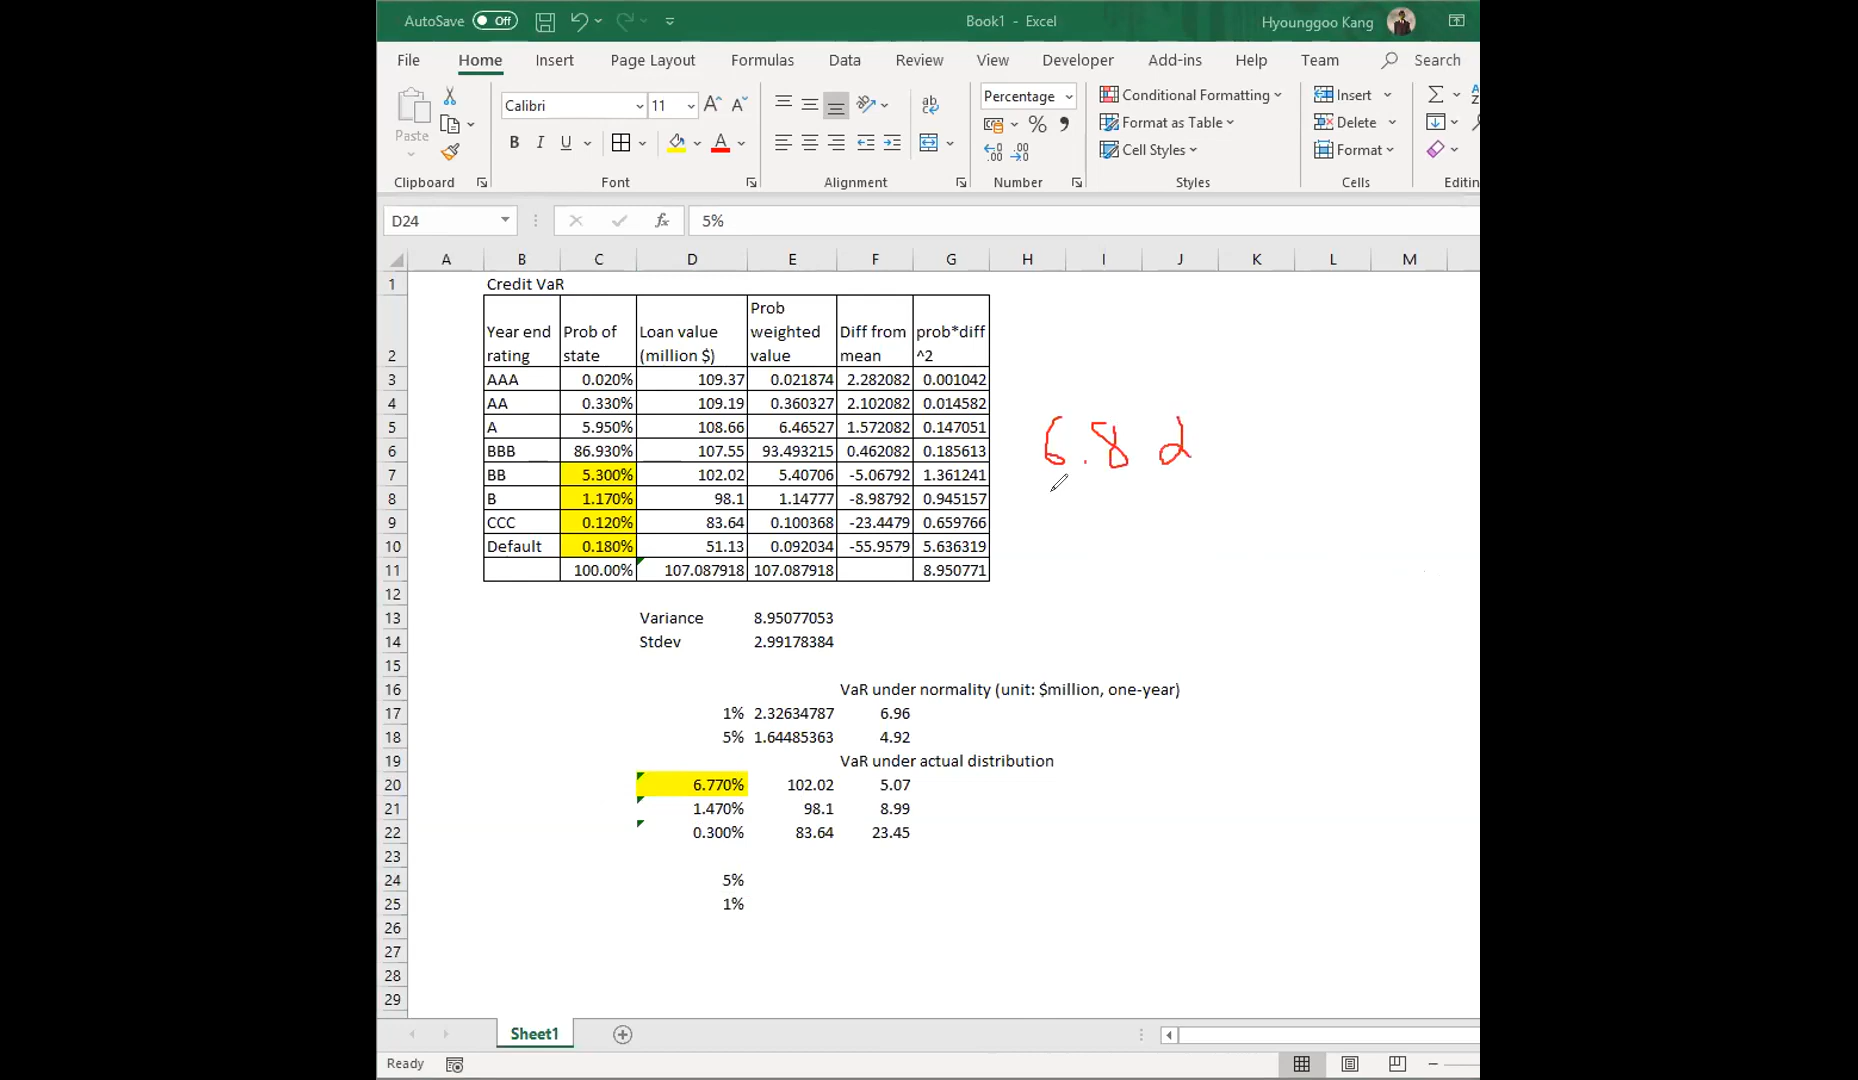 AutoSave Off Book1 - Excel Hyounggoo Kang
File Home Insert Page Layout Formulas Data Review View Developer Add-ins Help Team Search
Paste
Calibri 11
B I U
Percentage
Conditional Formatting
Format as Table
Cell Styles
Insert
Delete
Format
Clipboard Font Alignment Number Styles Cells Editin
D24 fx 5%
A B C D E F G H I J K L M
1 Credit VaR
2 Year end rating Prob of state Loan value (million $) Prob weighted value Diff from mean prob*diff ^2
3 AAA 0.020% 109.37 0.021874 2.282082 0.001042
4 AA 0.330% 109.19 0.360327 2.102082 0.014582
5 A 5.950% 108.66 6.46527 1.572082 0.147051
6 BBB 86.930% 107.55 93.493215 0.462082 0.185613
6.8 d
7 BB 5.300% 102.02 5.40706 -5.06792 1.361241
8 B 1.170% 98.1 1.14777 -8.98792 0.945157
9 CCC 0.120% 83.64 0.100368 -23.4479 0.659766
10 Default 0.180% 51.13 0.092034 -55.9579 5.636319
11 100.00% 107.087918 107.087918 8.950771
12
13 Variance 8.95077053
14 Stdev 2.99178384
15
16 VaR under normality (unit: $million, one-year)
17 1% 2.32634787 6.96
18 5% 1.64485363 4.92
19 VaR under actual distribution
20 6.770% 102.02 5.07
21 1.470% 98.1 8.99
22 0.300% 83.64 23.45
23
24 5%
25 1%
26
27
28
29
Sheet1
Ready